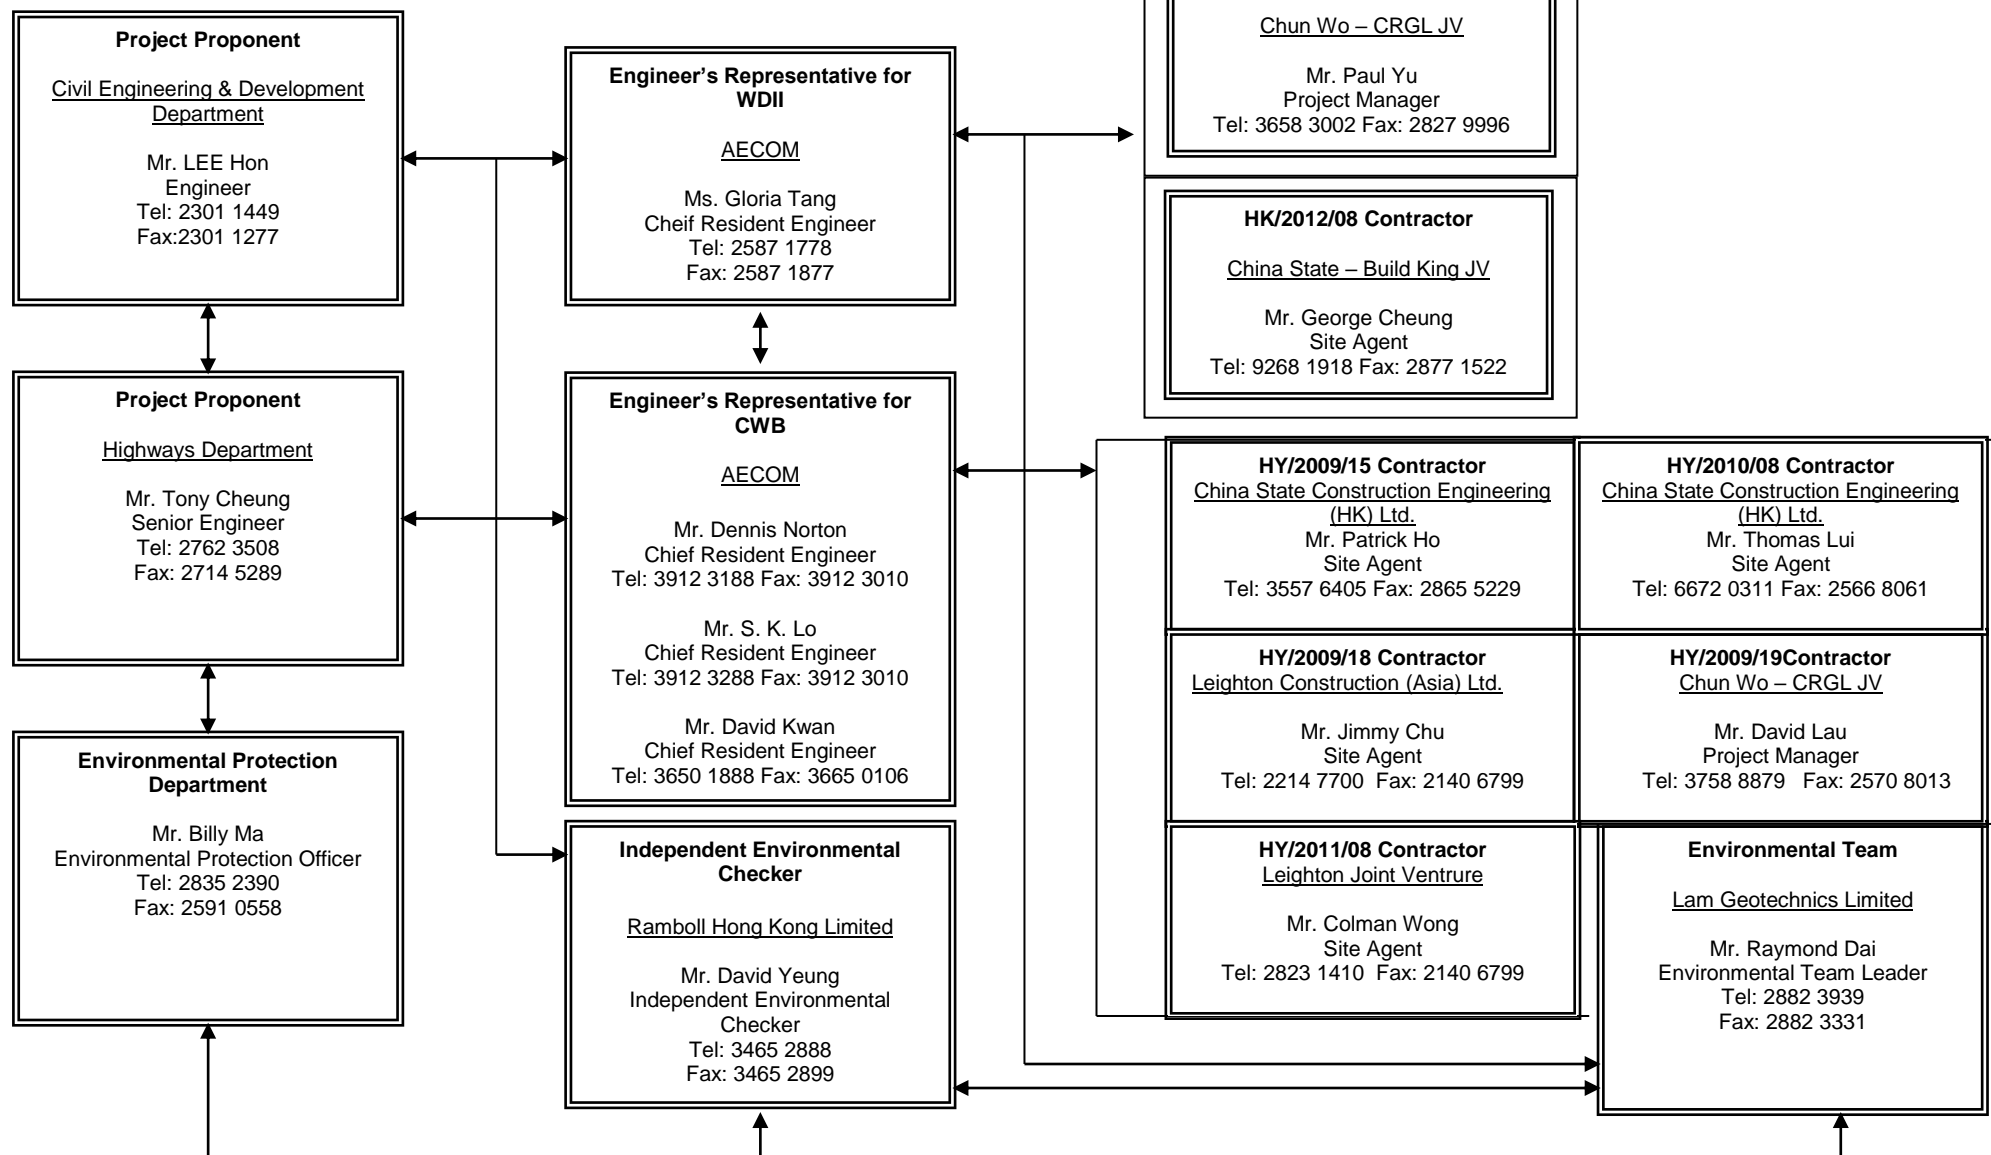 Project Proponent
Civil Engineering & Development
Department
Mr. LEE Hon
Engineer
Tel: 2301 1449
Fax:2301 1277
Project Proponent
Highways Department
Mr. Tony Cheung
Senior Engineer
Tel: 2762 3508
Fax: 2714 5289
Environmental Protection
Department
Mr. Billy Ma
Environmental Protection Officer
Tel: 2835 2390
Fax: 2591 0558
Engineer’s Representative for
WDII
AECOM
Ms. Gloria Tang
Cheif Resident Engineer
Tel: 2587 1778
Fax: 2587 1877
Engineer’s Representative for
CWB
AECOM
Mr. Dennis Norton
Chief Resident Engineer
Tel: 3912 3188 Fax: 3912 3010
Mr. S. K. Lo
Chief Resident Engineer
Tel: 3912 3288 Fax: 3912 3010
Mr. David Kwan
Chief Resident Engineer
Tel: 3650 1888 Fax: 3665 0106
Independent Environmental
Checker
Ramboll Hong Kong Limited
Mr. David Yeung
Independent Environmental
Checker
Tel: 3465 2888
Fax: 3465 2899
Chun Wo – CRGL JV
Mr. Paul Yu
Project Manager
Tel: 3658 3002 Fax: 2827 9996
HK/2012/08 Contractor
China State – Build King JV
Mr. George Cheung
Site Agent
Tel: 9268 1918 Fax: 2877 1522
HY/2009/15 Contractor
China State Construction Engineering
(HK) Ltd.
Mr. Patrick Ho
Site Agent
Tel: 3557 6405 Fax: 2865 5229
HY/2010/08 Contractor
China State Construction Engineering
(HK) Ltd.
Mr. Thomas Lui
Site Agent
Tel: 6672 0311 Fax: 2566 8061
HY/2009/18 Contractor
Leighton Construction (Asia) Ltd.
Mr. Jimmy Chu
Site Agent
Tel: 2214 7700  Fax: 2140 6799
HY/2009/19Contractor
Chun Wo – CRGL JV
Mr. David Lau
Project Manager
Tel: 3758 8879   Fax: 2570 8013
HY/2011/08 Contractor
Leighton Joint Ventrure
Mr. Colman Wong
Site Agent
Tel: 2823 1410  Fax: 2140 6799
Environmental Team
Lam Geotechnics Limited
Mr. Raymond Dai
Environmental Team Leader
Tel: 2882 3939
Fax: 2882 3331